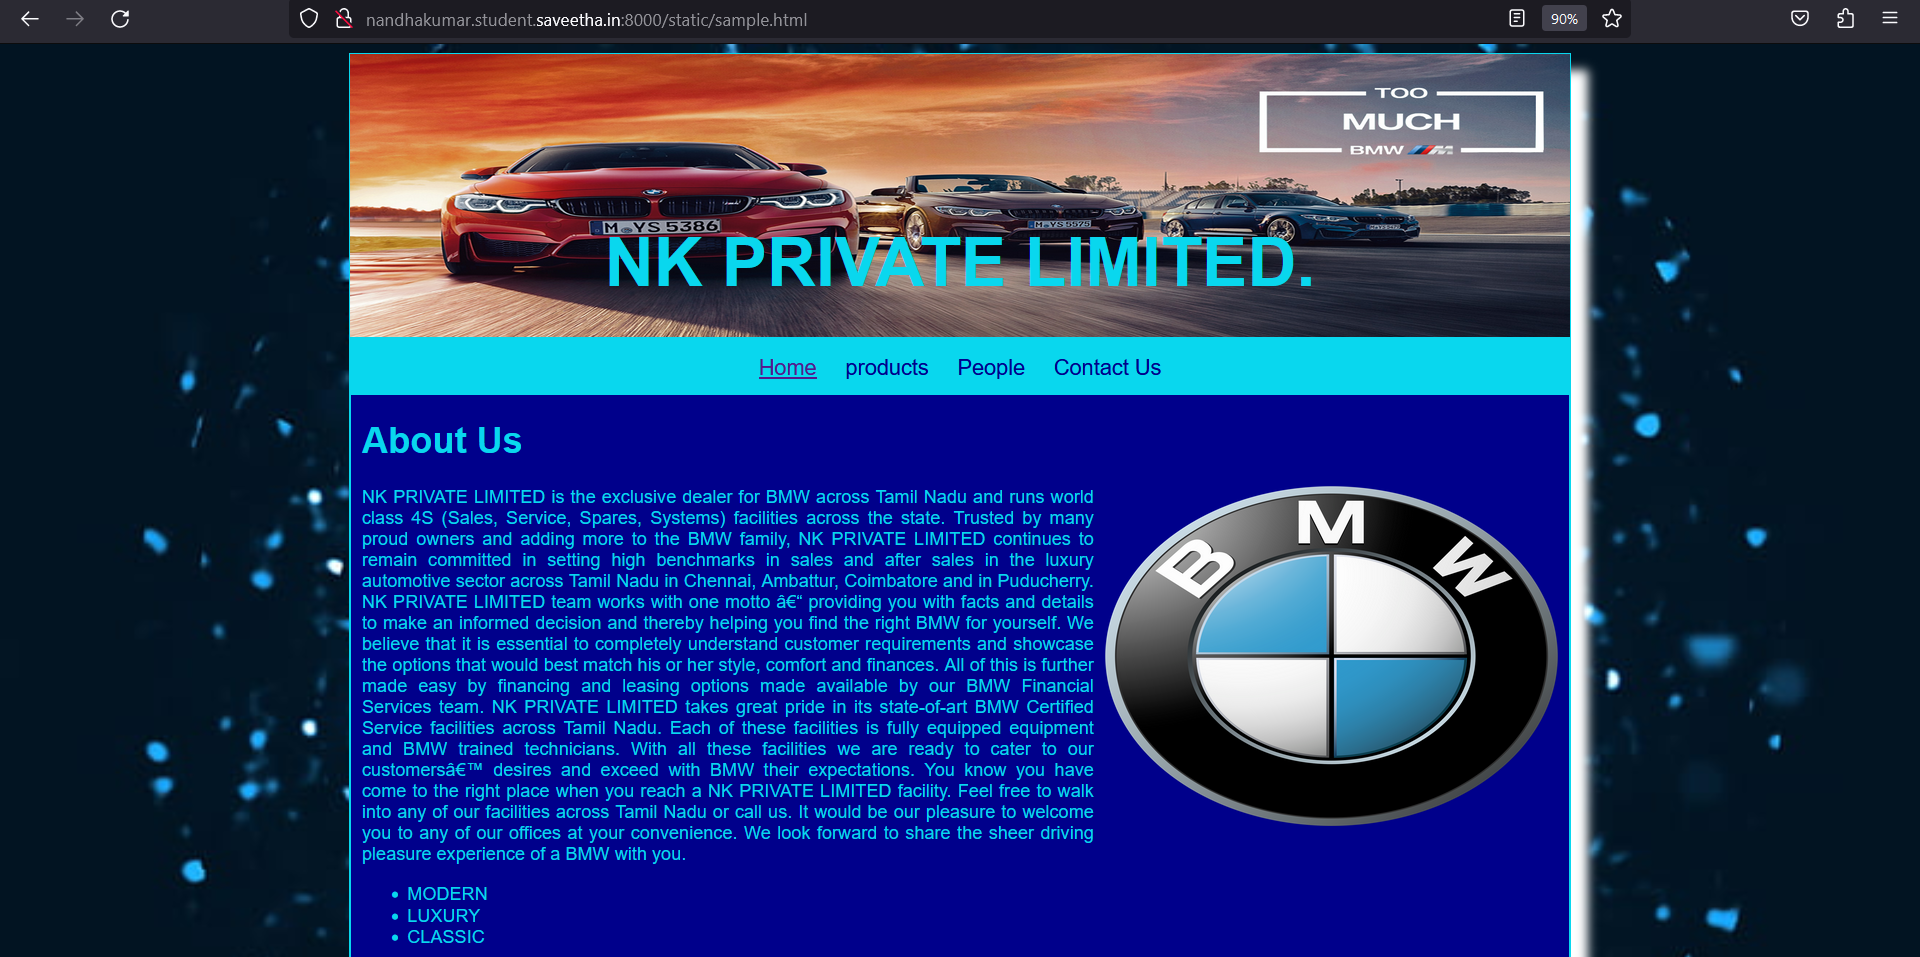 nandhakumar.student.saveetha.in:8000/static/sample.html
90%
TOO
MUCH
BMW M
M YS 5386
M YS 5575
NK PRIVATE LIMITED.
Home products People Contact Us
About Us
NK PRIVATE LIMITED is the exclusive dealer for BMW across Tamil Nadu and runs world
class 4S (Sales, Service, Spares, Systems) facilities across the state. Trusted by many
proud owners and adding more to the BMW family, NK PRIVATE LIMITED continues to
remain committed in setting high benchmarks in sales and after sales in the luxury
automotive sector across Tamil Nadu in Chennai, Ambattur, Coimbatore and in Puducherry.
NK PRIVATE LIMITED team works with one motto â€“ providing you with facts and details
to make an informed decision and thereby helping you find the right BMW for yourself. We
believe that it is essential to completely understand customer requirements and showcase
the options that would best match his or her style, comfort and finances. All of this is further
made easy by financing and leasing options made available by our BMW Financial
Services team. NK PRIVATE LIMITED takes great pride in its state-of-art BMW Certified
Service facilities across Tamil Nadu. Each of these facilities is fully equipped equipment
and BMW trained technicians. With all these facilities we are ready to cater to our
customersâ€™ desires and exceed with BMW their expectations. You know you have
come to the right place when you reach a NK PRIVATE LIMITED facility. Feel free to walk
into any of our facilities across Tamil Nadu or call us. It would be our pleasure to welcome
you to any of our offices at your convenience. We look forward to share the sheer driving
pleasure experience of a BMW with you.
BMW
• MODERN
• LUXURY
• CLASSIC